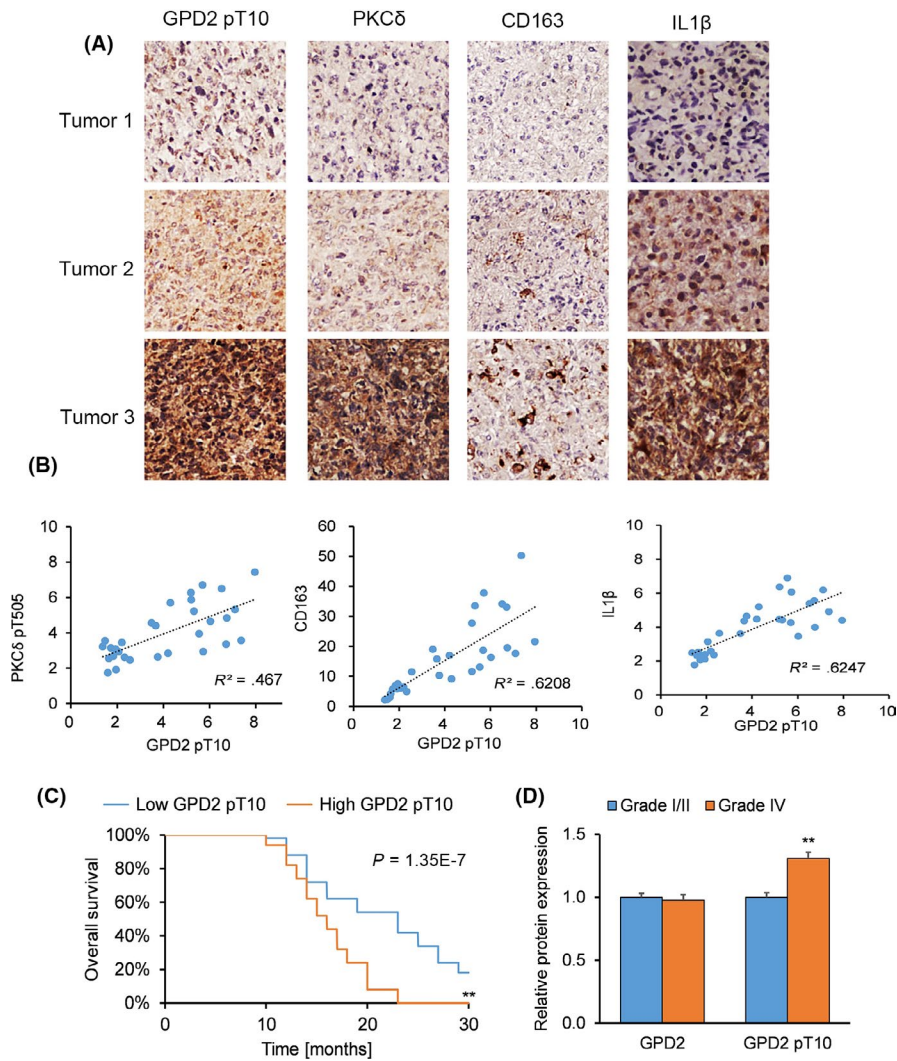 GPD2 pT10 PKCδ CD163 IL1β
(A)
Tumor 1
Tumor 2
Tumor 3
(B)
PKCδ pT505
10
8
6
4
2
0
0 2 4 6 8 10
R² = .467
GPD2 pT10
CD163
60
50
40
30
20
10
0
0 2 4 6 8 10
R² = .6208
GPD2 pT10
IL1β
10
8
6
4
2
0
0 2 4 6 8 10
R² = .6247
GPD2 pT10
(C)
Low GPD2 pT10 High GPD2 pT10
Overall survival
100%
80%
60%
40%
20%
0%
P = 1.35E-7
**
0 10 20 30
Time [months]
(D)
Grade I/II Grade IV
Relative protein expression
1.5
1.0
0.5
0.0
**
GPD2 GPD2 pT10